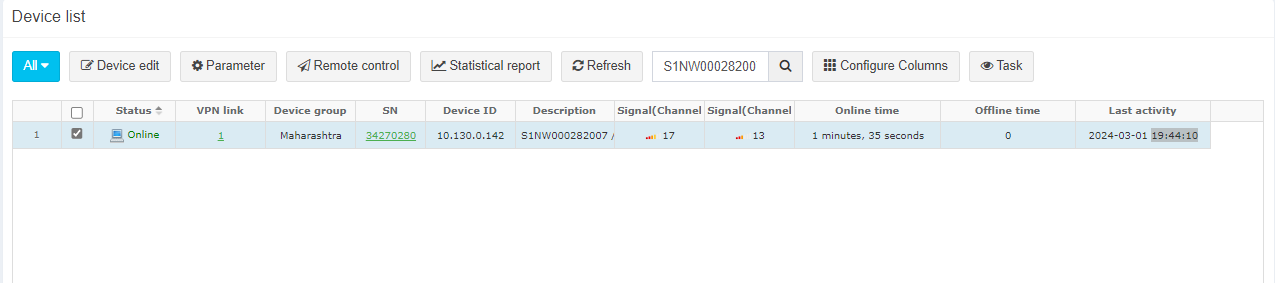 Device list
All Device edit Parameter Remote control Statistical report Refresh S1NW00028200 Configure Columns Task
Status VPN link Device group SN Device ID Description Signal(Channel Signal(Channel Online time Offline time Last activity
1 Online 1 Maharashtra 34270280 10.130.0.142 S1NW000282007 / 17 13 1 minutes, 35 seconds 0 2024-03-01 19:44:10